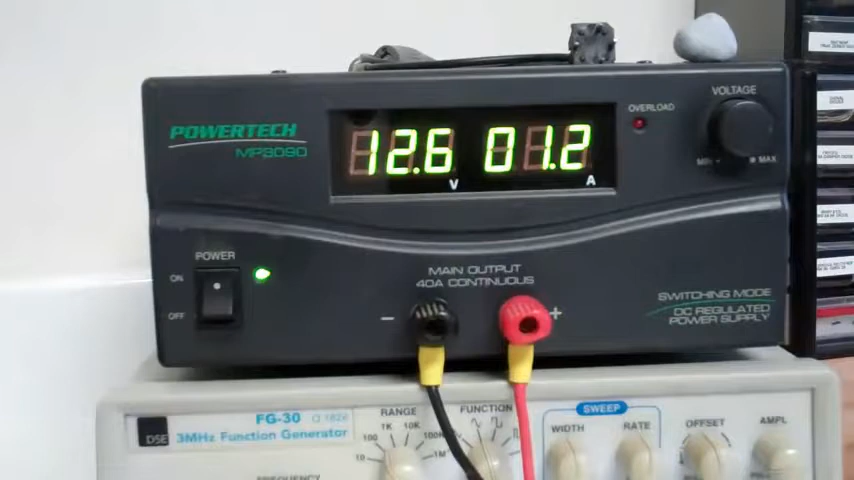 POWERTECH
MP3090
12.6 V
01.2 A
OVERLOAD
VOLTAGE
MIN
MAX
POWER
ON
OFF
MAIN OUTPUT
40A CONTINUOUS
-
+
SWITCHING MODE
DC REGULATED
POWER SUPPLY
DSE
FG-30
3MHz Function Generator
RANGE
1K
10K
100
100K
10
1M
FUNCTION
SWEEP
WIDTH
RATE
OFFSET
AMPL
FREQUENCY